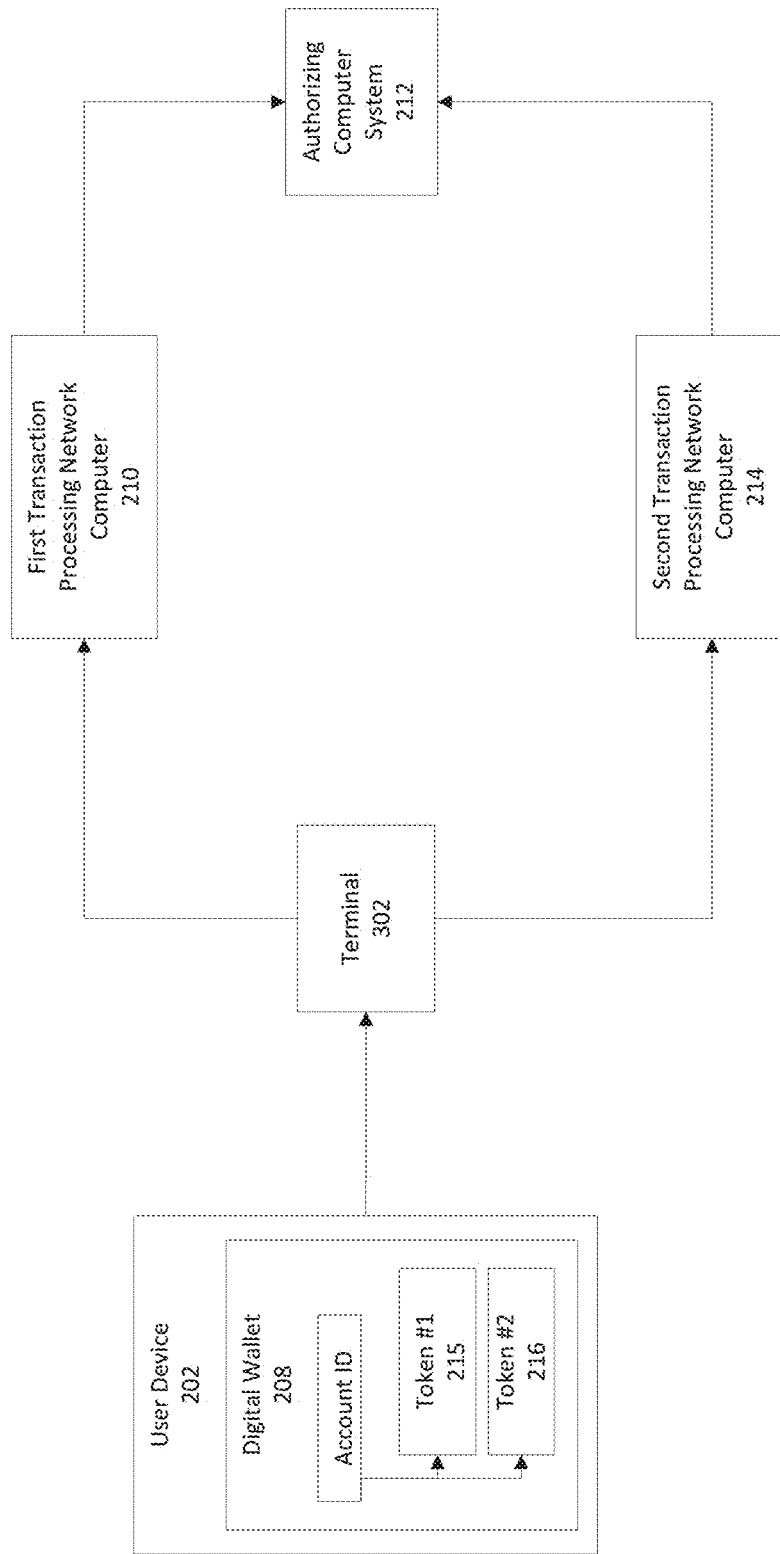 User Device
202
Digital Wallet
208
Account ID
Token #1
215
Token #2
216
Terminal
302
First Transaction
Processing Network
Computer
210
Second Transaction
Processing Network
Computer
214
Authorizing
Computer
System
212